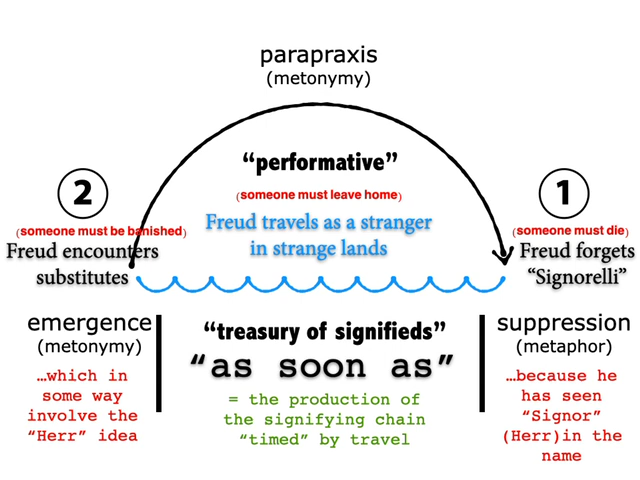 parapraxis
(metonymy)
“performative”
(someone must leave home)
Freud travels as a stranger
in strange lands
2
(someone must be banished)
Freud encounters
substitutes
1
(someone must die)
Freud forgets
“Signorelli”
emergence
(metonymy)
…which in
some way
involve the
“Herr” idea
“treasury of signifieds”
“as soon as”
= the production of
the signifying chain
“timed” by travel
suppression
(metaphor)
…because he
has seen
“Signor”
(Herr)in the
name